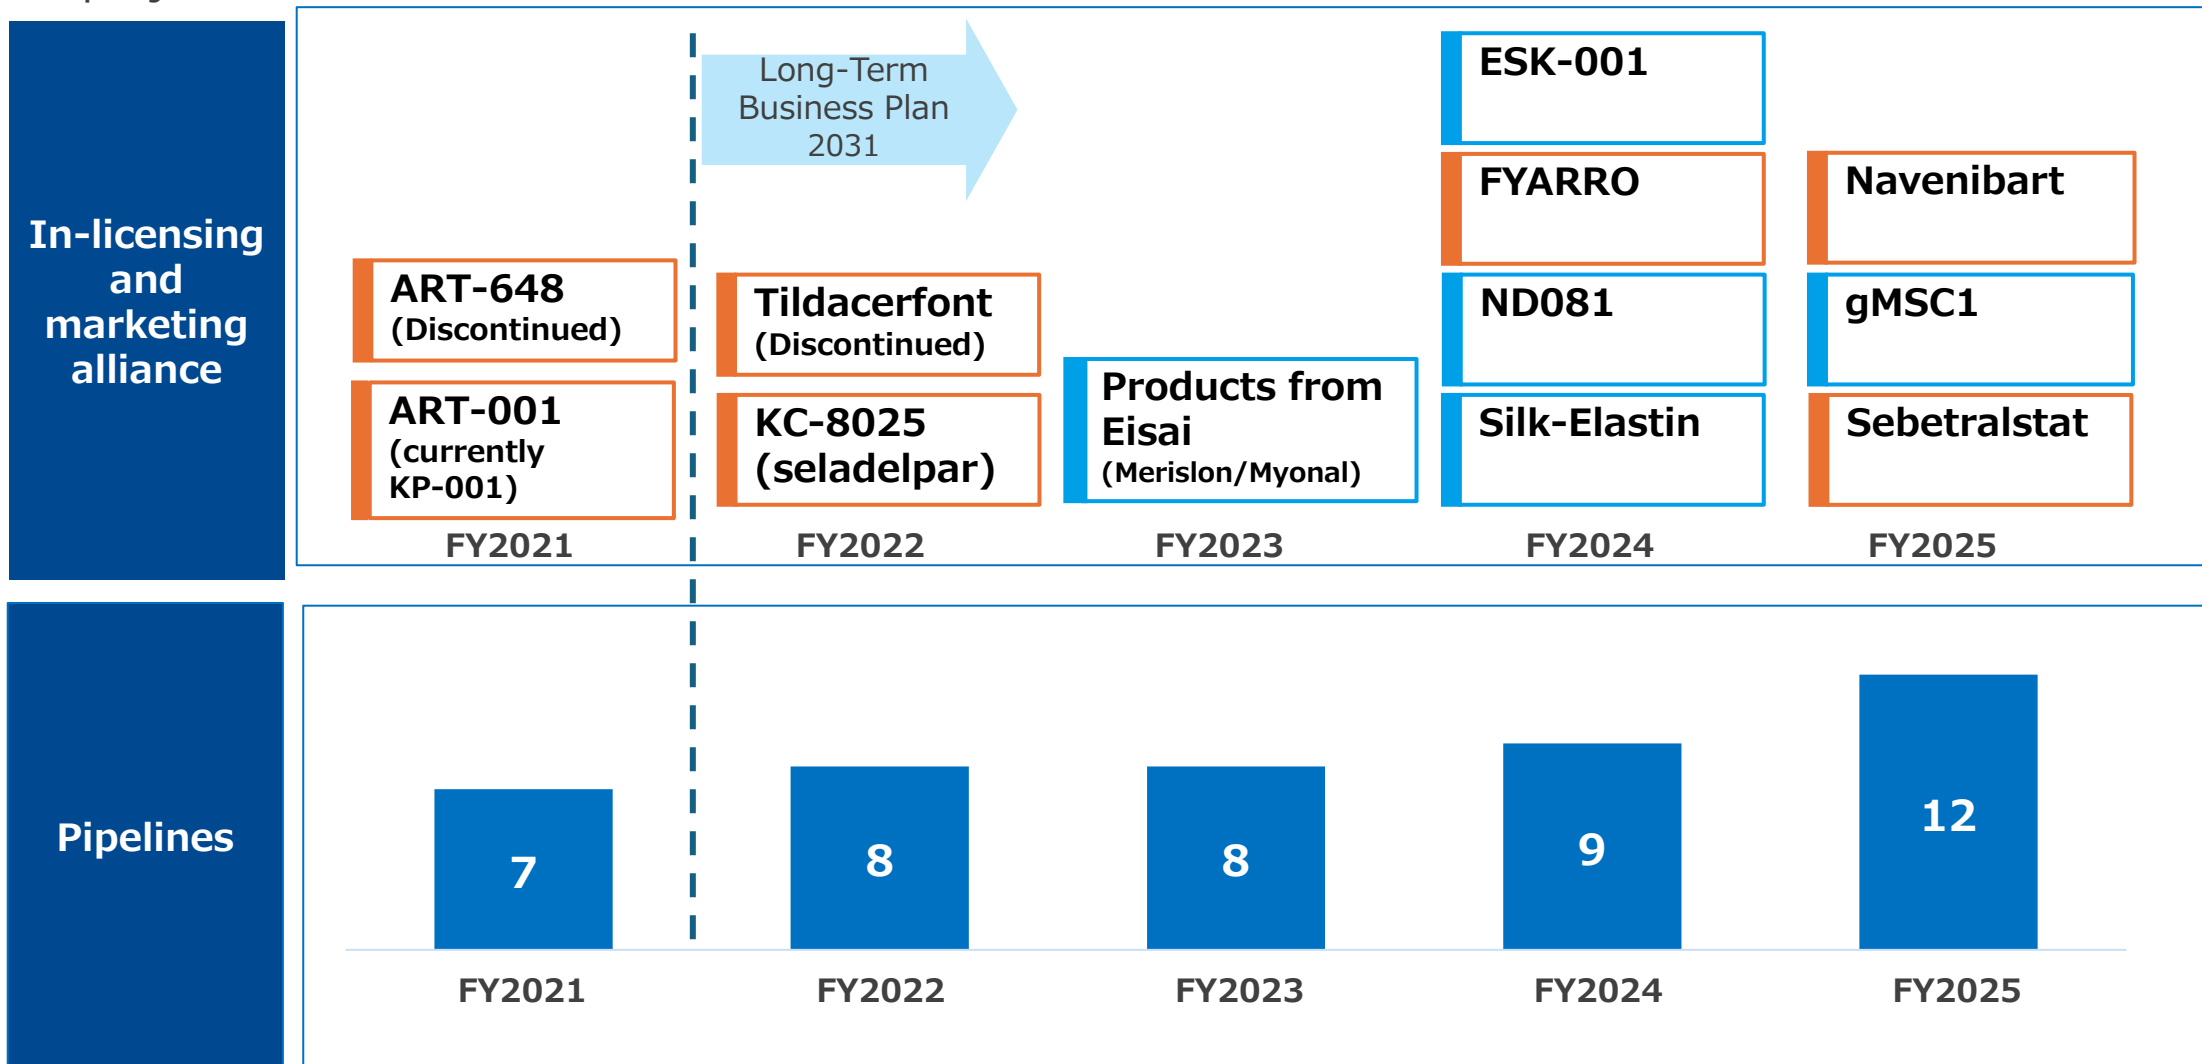 In-licensing
and
marketing
alliance
Long-Term
Business Plan
2031
ART-648
(Discontinued)
ART-001
(currently
KP-001)
FY2021
Tildacerfont
(Discontinued)
KC-8025
(seladelpar)
FY2022
Products from
Eisai
(Merislon/Myonal)
FY2023
ESK-001
FYARRO
ND081
Silk-Elastin
FY2024
Navenibart
gMSC1
Sebetralstat
FY2025
Pipelines
7
8
8
9
12
FY2021
FY2022
FY2023
FY2024
FY2025